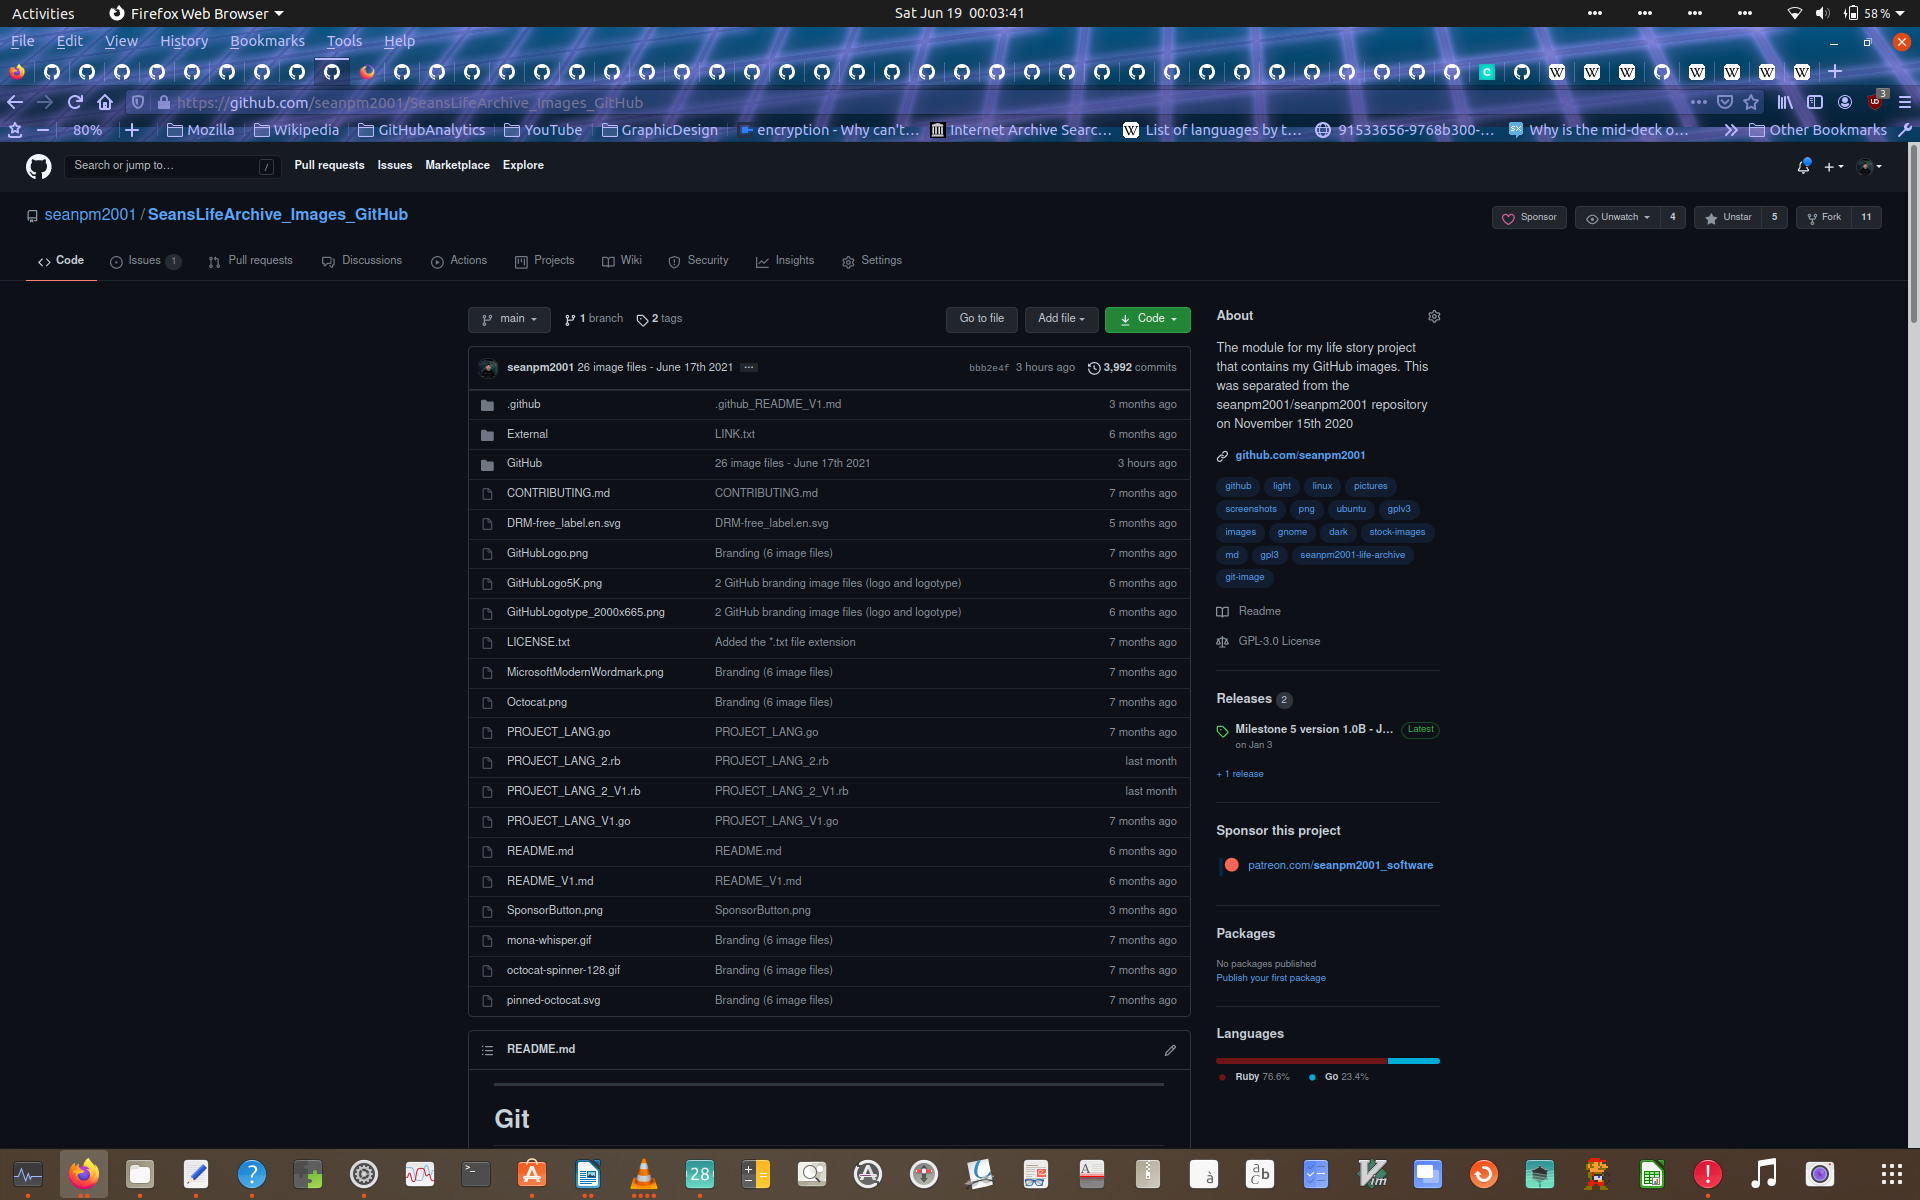 Activities Firefox Web Browser Sat Jun 19 00:03:41 58 %
File Edit View History Bookmarks Tools Help
https://github.com/seanpm2001/SeansLifeArchive_Images_GitHub 3
80% Mozilla Wikipedia GitHubAnalytics YouTube GraphicDesign encryption - Why can't… Internet Archive Searc… List of languages by t… 91533656-9768b300-… Why is the mid-deck o… Other Bookmarks
Search or jump to… / Pull requests Issues Marketplace Explore
seanpm2001 / SeansLifeArchive_Images_GitHub Sponsor Unwatch 4 Unstar 5 Fork 11
Code Issues 1 Pull requests Discussions Actions Projects Wiki Security Insights Settings
main 1 branch 2 tags Go to file Add file Code
seanpm2001 26 image files - June 17th 2021 ... bbb2e4f 3 hours ago 3,992 commits
.github .github_README_V1.md 3 months ago
External LINK.txt 6 months ago
GitHub 26 image files - June 17th 2021 3 hours ago
CONTRIBUTING.md CONTRIBUTING.md 7 months ago
DRM-free_label.en.svg DRM-free_label.en.svg 5 months ago
GitHubLogo.png Branding (6 image files) 7 months ago
GitHubLogo5K.png 2 GitHub branding image files (logo and logotype) 6 months ago
GitHubLogotype_2000x665.png 2 GitHub branding image files (logo and logotype) 6 months ago
LICENSE.txt Added the *.txt file extension 7 months ago
MicrosoftModernWordmark.png Branding (6 image files) 7 months ago
Octocat.png Branding (6 image files) 7 months ago
PROJECT_LANG.go PROJECT_LANG.go 7 months ago
PROJECT_LANG_2.rb PROJECT_LANG_2.rb last month
PROJECT_LANG_2_V1.rb PROJECT_LANG_2_V1.rb last month
PROJECT_LANG_V1.go PROJECT_LANG_V1.go 7 months ago
README.md README.md 6 months ago
README_V1.md README_V1.md 6 months ago
SponsorButton.png SponsorButton.png 3 months ago
mona-whisper.gif Branding (6 image files) 7 months ago
octocat-spinner-128.gif Branding (6 image files) 7 months ago
pinned-octocat.svg Branding (6 image files) 7 months ago
README.md
Git
About
The module for my life story project
that contains my GitHub images. This
was separated from the
seanpm2001/seanpm2001 repository
on November 15th 2020
github.com/seanpm2001
github light linux pictures
screenshots png ubuntu gplv3
images gnome dark stock-images
md gpl3 seanpm2001-life-archive
git-image
Readme
GPL-3.0 License
Releases 2
Milestone 5 version 1.0B - J... Latest
on Jan 3
+ 1 release
Sponsor this project
patreon.com/seanpm2001_software
Packages
No packages published
Publish your first package
Languages
Ruby 76.6% Go 23.4%
28